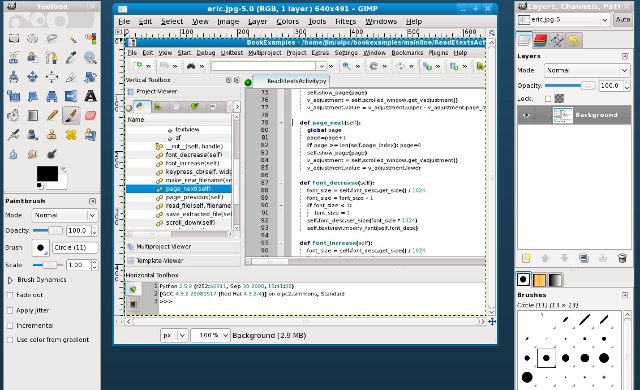 Toolbox
Paintbrush
Mode: Normal
Opacity: 100.0
Brush: Circle (11)
Scale: 1.00
Brush Dynamics
Fade out
Apply Jitter
Incremental
Use color from gradient
eric.jpg-5.0 (RGB, 1 layer) 640x491 – GIMP
File Edit Select View Image Layer Colors Tools Filters Windows Help
BookExamples - /home/jim/olpc/bookexamples/mainline/ReadEtextsAct
File Edit View Start Debug Unittest Multiproject Project Extras Settings Window Bookmarks Plugins Help
Vertical Toolbox
Project-Viewer
Name
textview
zf
__init__(self, handle)
font_decrease(self)
font_increase(self)
keypress_cb(self, widg
make_new_filename(
page_next(self)
page_previous(self)
read_file(self, filename
save_extracted_file(se
scroll_down(self)
Multiproject-Viewer
Template-Viewer
ReadEtextsActivity.py
75 self.show_page(page)
76 v_adjustment = self.scrolled_window.get_vadjustment()
77 v_adjustment.value = v_adjustment.upper - v_adjustment.page_s
78
79 def page_next(self):
80 global page
81 page=page+1
82 if page >= len(self.page_index): page=0
83 self.show_page(page)
84 v_adjustment = self.scrolled_window.get_vadjustment()
85 v_adjustment.value = v_adjustment.lower
86
87 def font_decrease(self):
88 font_size = self.font_desc.get_size() / 1024
89 font_size = font_size - 1
90 if font_size < 1:
91 font_size = 1
92 self.font_desc.set_size(font_size * 1024)
93 self.textview.modify_font(self.font_desc)
94
95 def font_increase(self):
96 font_size = self.font_desc.get_size() / 1024
Horizontal Toolbox
1 Python 2.5.2 (r252:60911, Sep 30 2008, 15:41:38)
2 [GCC 4.3.2 20080917 (Red Hat 4.3.2-4)] on olpc2.simmons, Standard
3 >>>
px 100% Background (2.9 MB)
Layers, Channels, Path
eric.jpg-5 Auto
Layers
Mode: Normal
Opacity: 100.0
Lock:
Background
Brushes
Circle (11) (13 × 13)